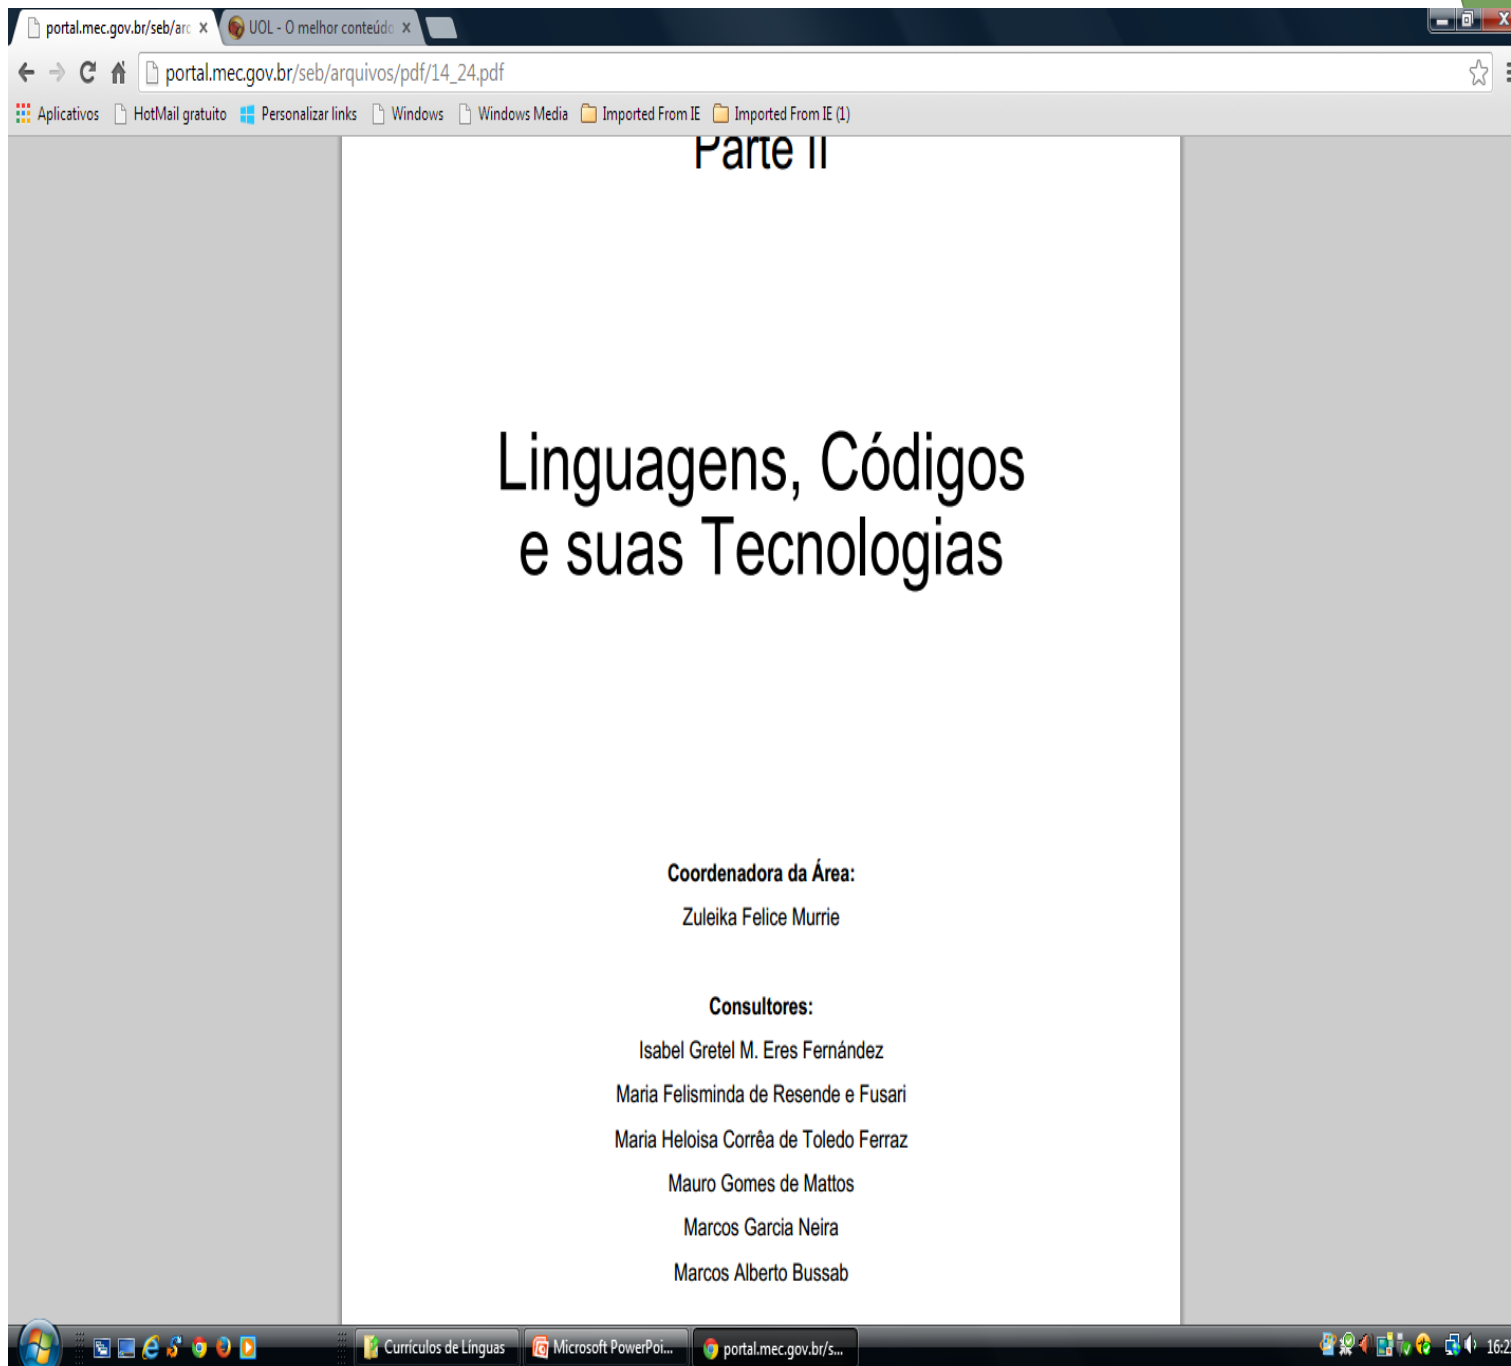 portal.mec.gov.br/seb/arc
UOL - O melhor conteúdo
portal.mec.gov.br/seb/arquivos/pdf/14_24.pdf
Aplicativos HotMail gratuito Personalizar links Windows Windows Media Imported From IE Imported From IE (1)
Parte II
Linguagens, Códigos
e suas Tecnologias
Coordenadora da Área:
Zuleika Felice Murrie
Consultores:
Isabel Gretel M. Eres Fernández
Maria Felisminda de Resende e Fusari
Maria Heloisa Corrêa de Toledo Ferraz
Mauro Gomes de Mattos
Marcos Garcia Neira
Marcos Alberto Bussab
Currículos de Línguas Microsoft PowerPoi... portal.mec.gov.br/s...